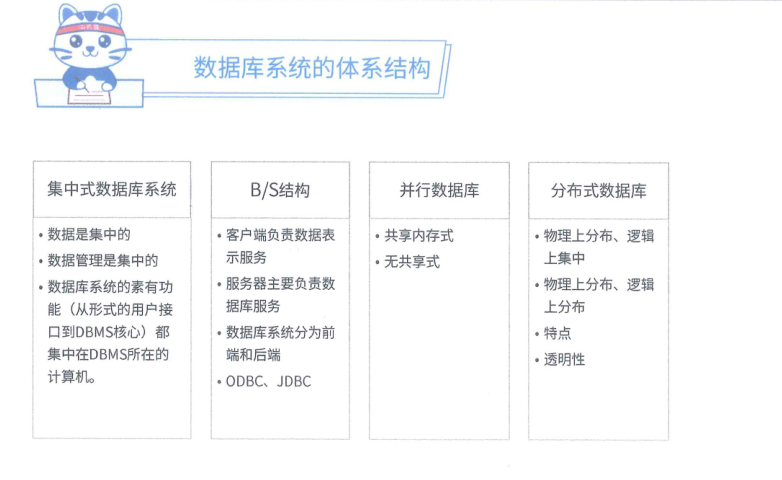 数据库系统的体系结构
集中式数据库系统
• 数据是集中的
• 数据管理是集中的
• 数据库系统的素有功
能（从形式的用户接
口到DBMS核心）都
集中在DBMS所在的
计算机。
B/S结构
• 客户端负责数据表
示服务
• 服务器主要负责数
据库服务
• 数据库系统分为前
端和后端
• ODBC、JDBC
并行数据库
• 共享内存式
• 无共享式
分布式数据库
• 物理上分布、逻辑
上集中
• 物理上分布、逻辑
上分布
• 特点
• 透明性